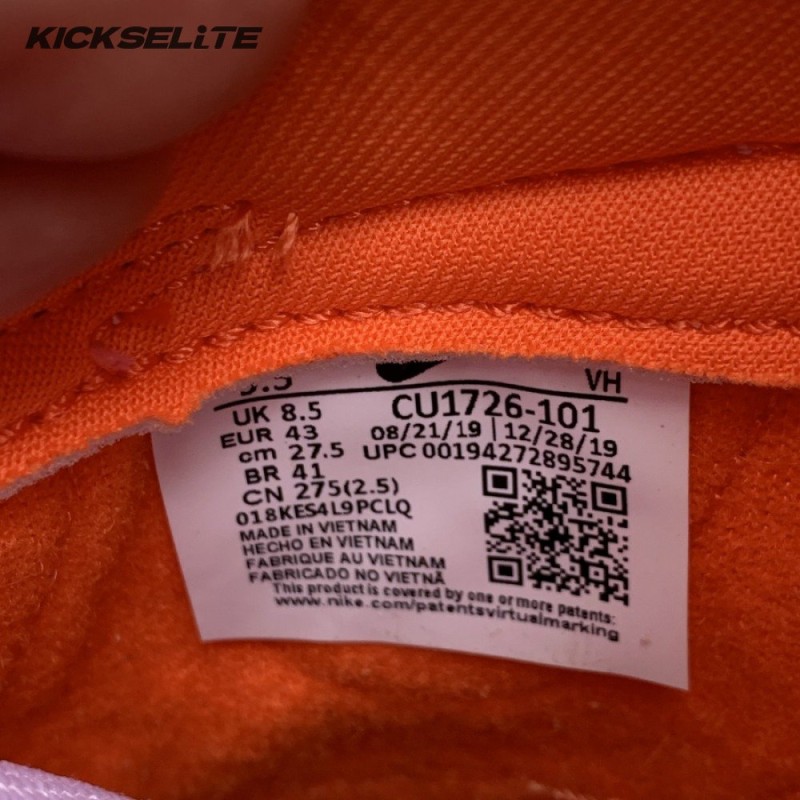 KICKSELITE
9.5 VH
UK 8.5 CU1726-101
EUR 43 08/21/19 | 12/28/19
cm 27.5 UPC 00194272895744
BR 41
CN 275(2.5)
018KES4L9PCLQ
MADE IN VIETNAM
HECHO EN VIETNAM
FABRIQUE AU VIETNAM
FABRICADO NO VIETNÃ
This product is covered by one or more patents:
www.nike.com/patentsvirtualmarking